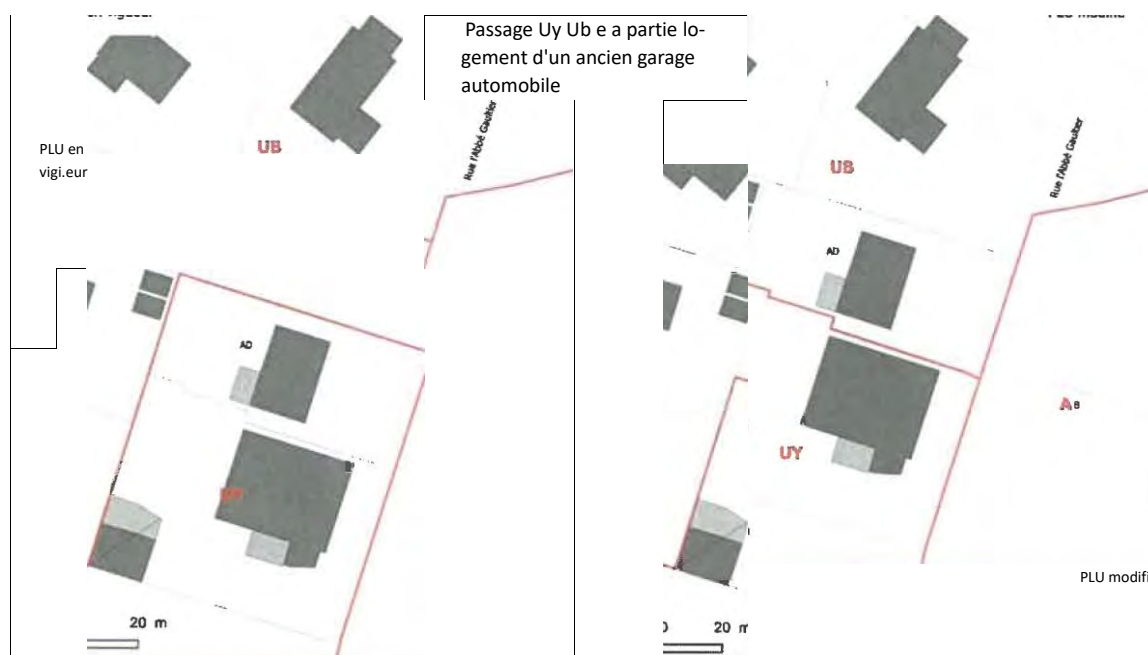 Passage Uy Ub e a partie lo-
gement d'un ancien garage
automobile
PLU en
vigi.eur
UB
Rue l'Abbé Gaultier
AD
20 m
UB
Rue l'Abbé Gaultier
AD
A
UY
20 m
PLU modifi